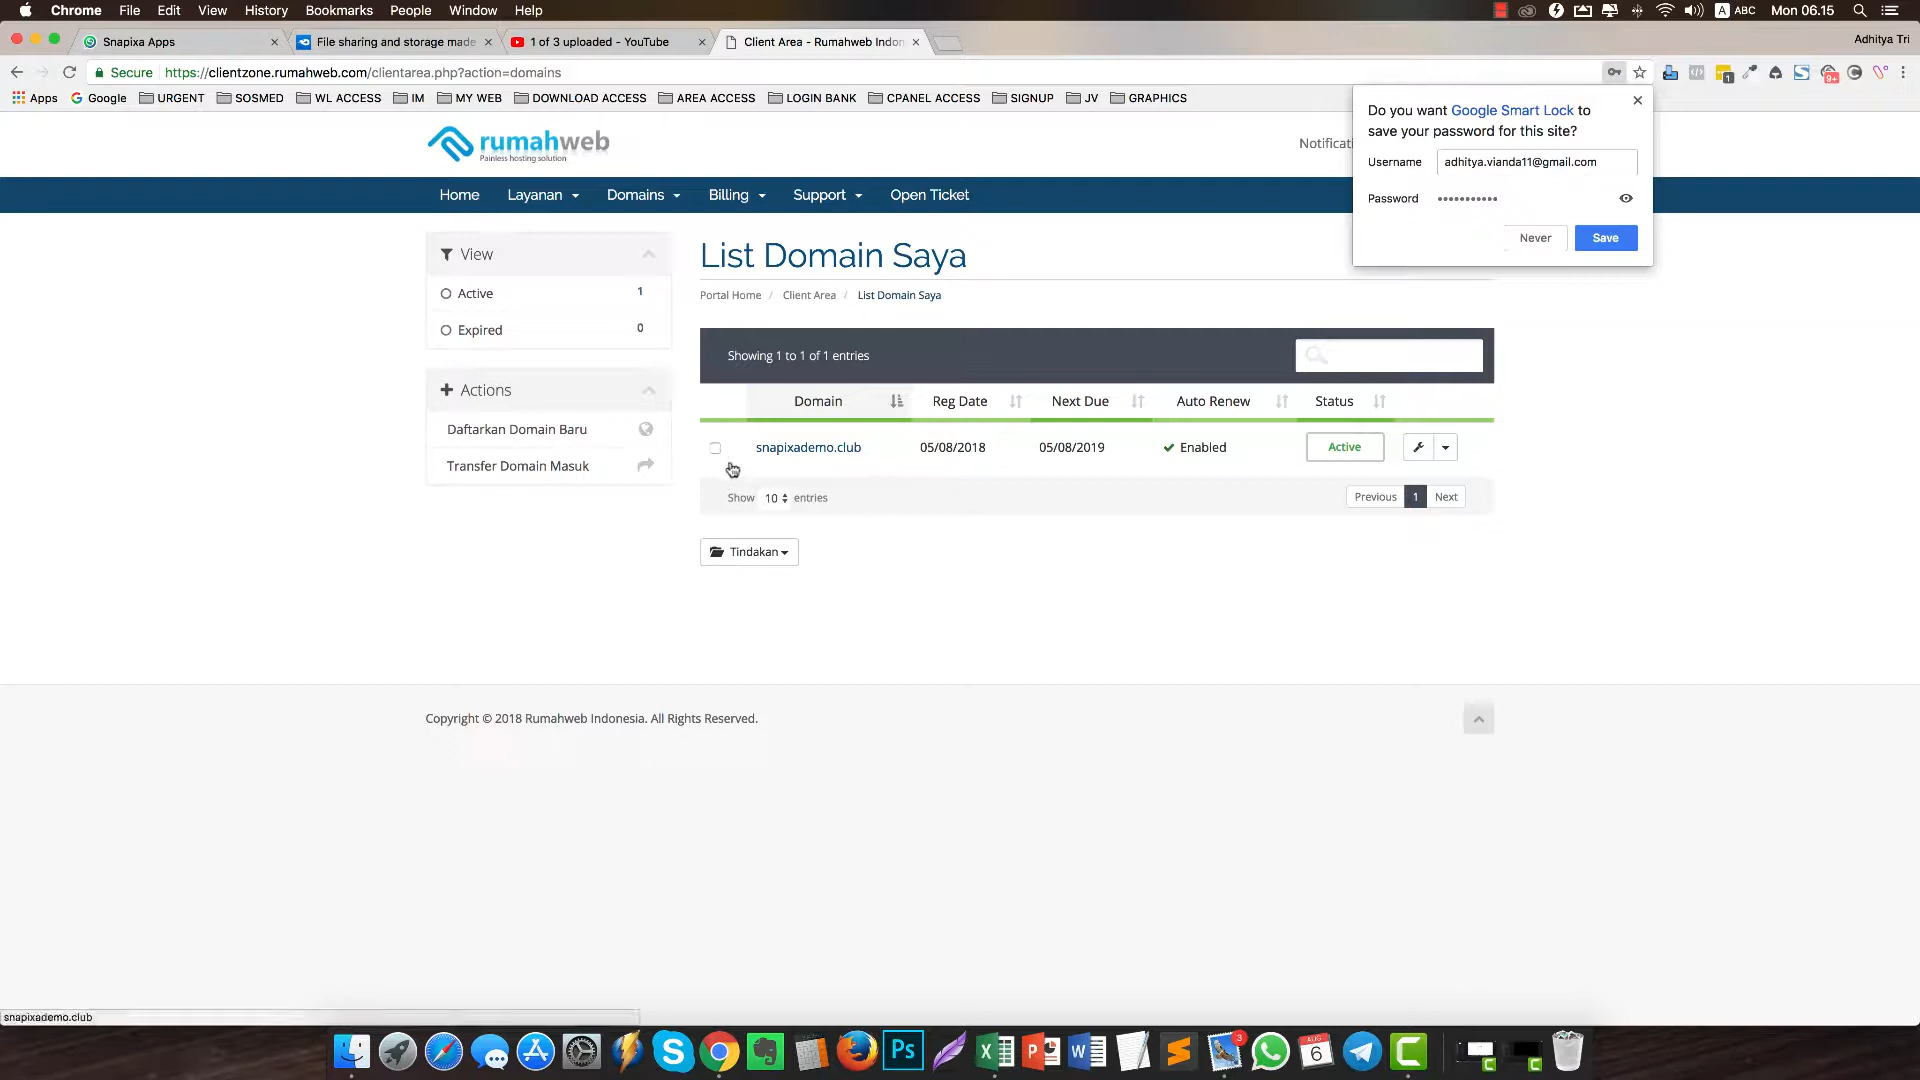 Chrome File Edit View History Bookmarks People Window Help
A ABC Mon 06.15
Snapixa Apps
File sharing and storage made
1 of 3 uploaded - YouTube
Client Area - Rumahweb Indon
Adhitya Tri
Secure https://clientzone.rumahweb.com/clientarea.php?action=domains
1
9+
Apps Google URGENT SOSMED WL ACCESS IM MY WEB DOWNLOAD ACCESS AREA ACCESS LOGIN BANK CPANEL ACCESS SIGNUP JV GRAPHICS
Do you want Google Smart Lock to
save your password for this site?
Username adhitya.vianda11@gmail.com
Password •••••••••••
Never Save
rumahweb
Painless hosting solution
Notificati
Home Layanan Domains Billing Support Open Ticket
View
Active 1
Expired 0
Actions
Daftarkan Domain Baru
Transfer Domain Masuk
List Domain Saya
Portal Home / Client Area / List Domain Saya
Showing 1 to 1 of 1 entries
Domain Reg Date Next Due Auto Renew Status
snapixademo.club 05/08/2018 05/08/2019 Enabled Active
Show 10 entries
Previous 1 Next
Tindakan
Copyright © 2018 Rumahweb Indonesia. All Rights Reserved.
snapixademo.club
Ps
3
AUG
6